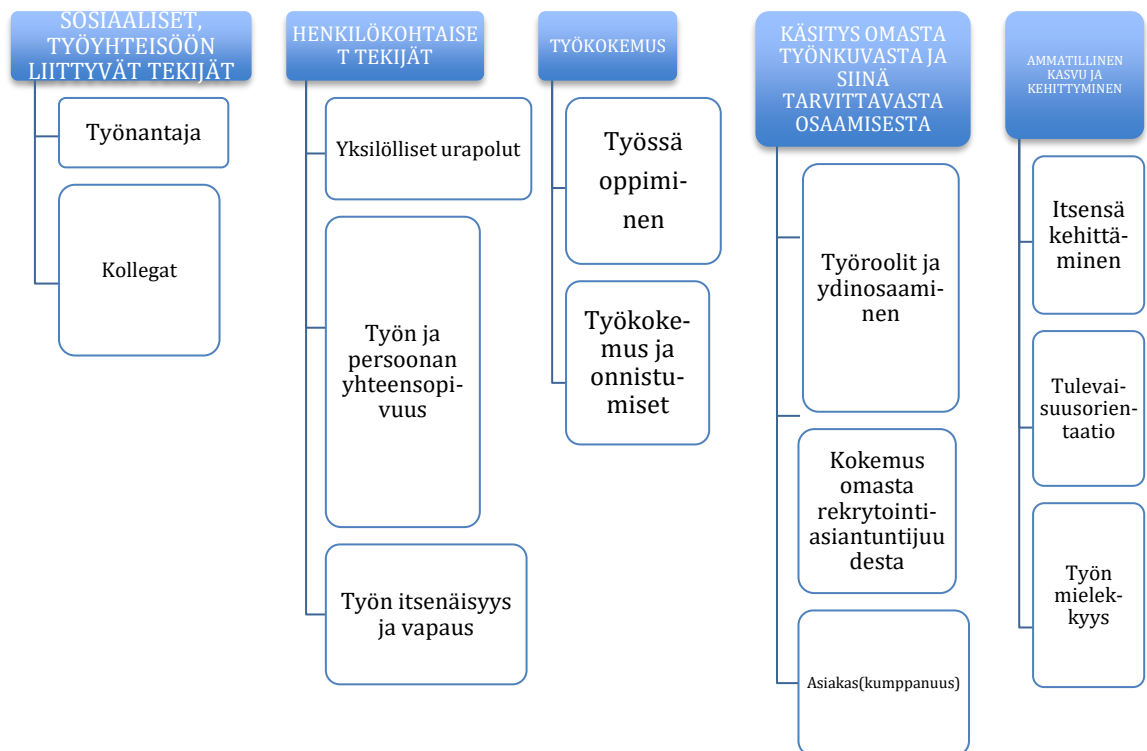 SOSIAALISET,
TYÖYHTEISÖÖN
LIITTYVÄT TEKIJÄT
Työnantaja
Kollegat
HENKILÖKOHTAISE
T TEKIJÄT
Yksilölliset urapolut
Työn ja
persoonan
yhteensopi-
vuus
Työn itsenäisyys
ja vapaus
TYÖKOKEMUS
Työssä
oppimi-
nen
Työkoke-
mus ja
onnistu-
miset
KÄSITYS OMASTA
TYÖNKUVASTA JA
SIINÄ
TARVITTAVASTA
OSAAMISESTA
Työroolit ja
ydinosaami-
nen
Kokemus
omasta
rekrytointi-
asiantuntijuu
desta
Asiakas(kumppanuus)
AMMATILLINEN
KASVU JA
KEHITTYMINEN
Itsensä
kehittä-
minen
Tulevai-
suusorien-
taatio
Työn
mielek-
kyys